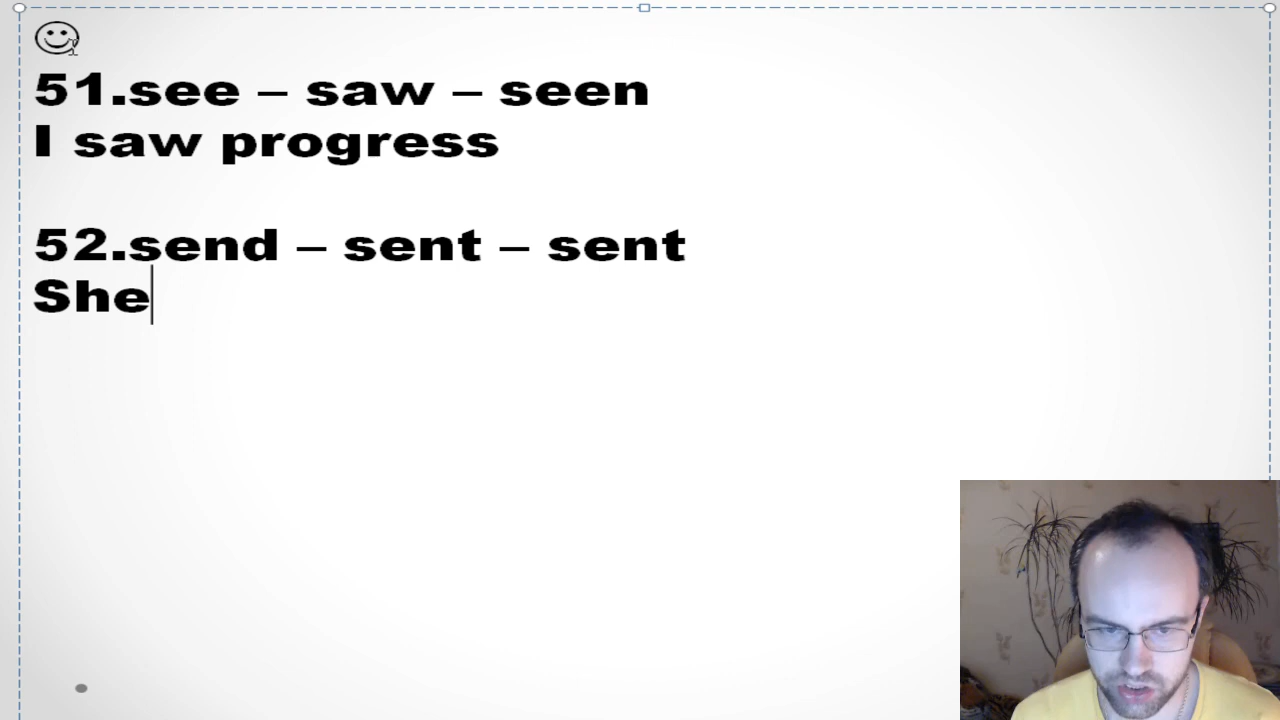 51.see – saw – seen
I saw progress
52.send – sent – sent
She